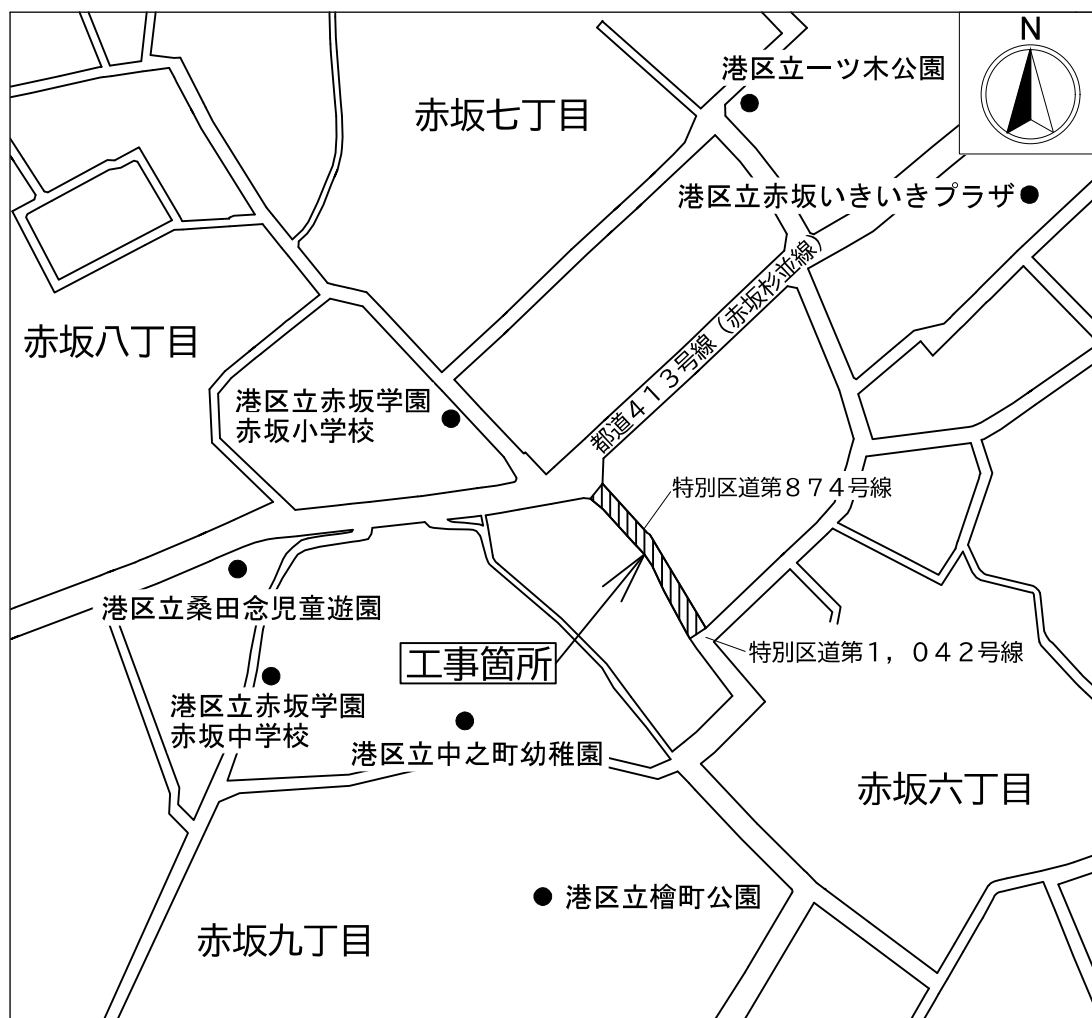 N
港区立一ツ木公園
赤坂七丁目
港区立赤坂いきいきプラザ
都道４１３号線（赤坂杉並線）
赤坂八丁目
港区立赤坂学園
赤坂小学校
特別区道第８７４号線
港区立桑田念児童遊園
工事箇所
特別区道第１，０４２号線
港区立赤坂学園
赤坂中学校
港区立中之町幼稚園
赤坂六丁目
港区立檜町公園
赤坂九丁目